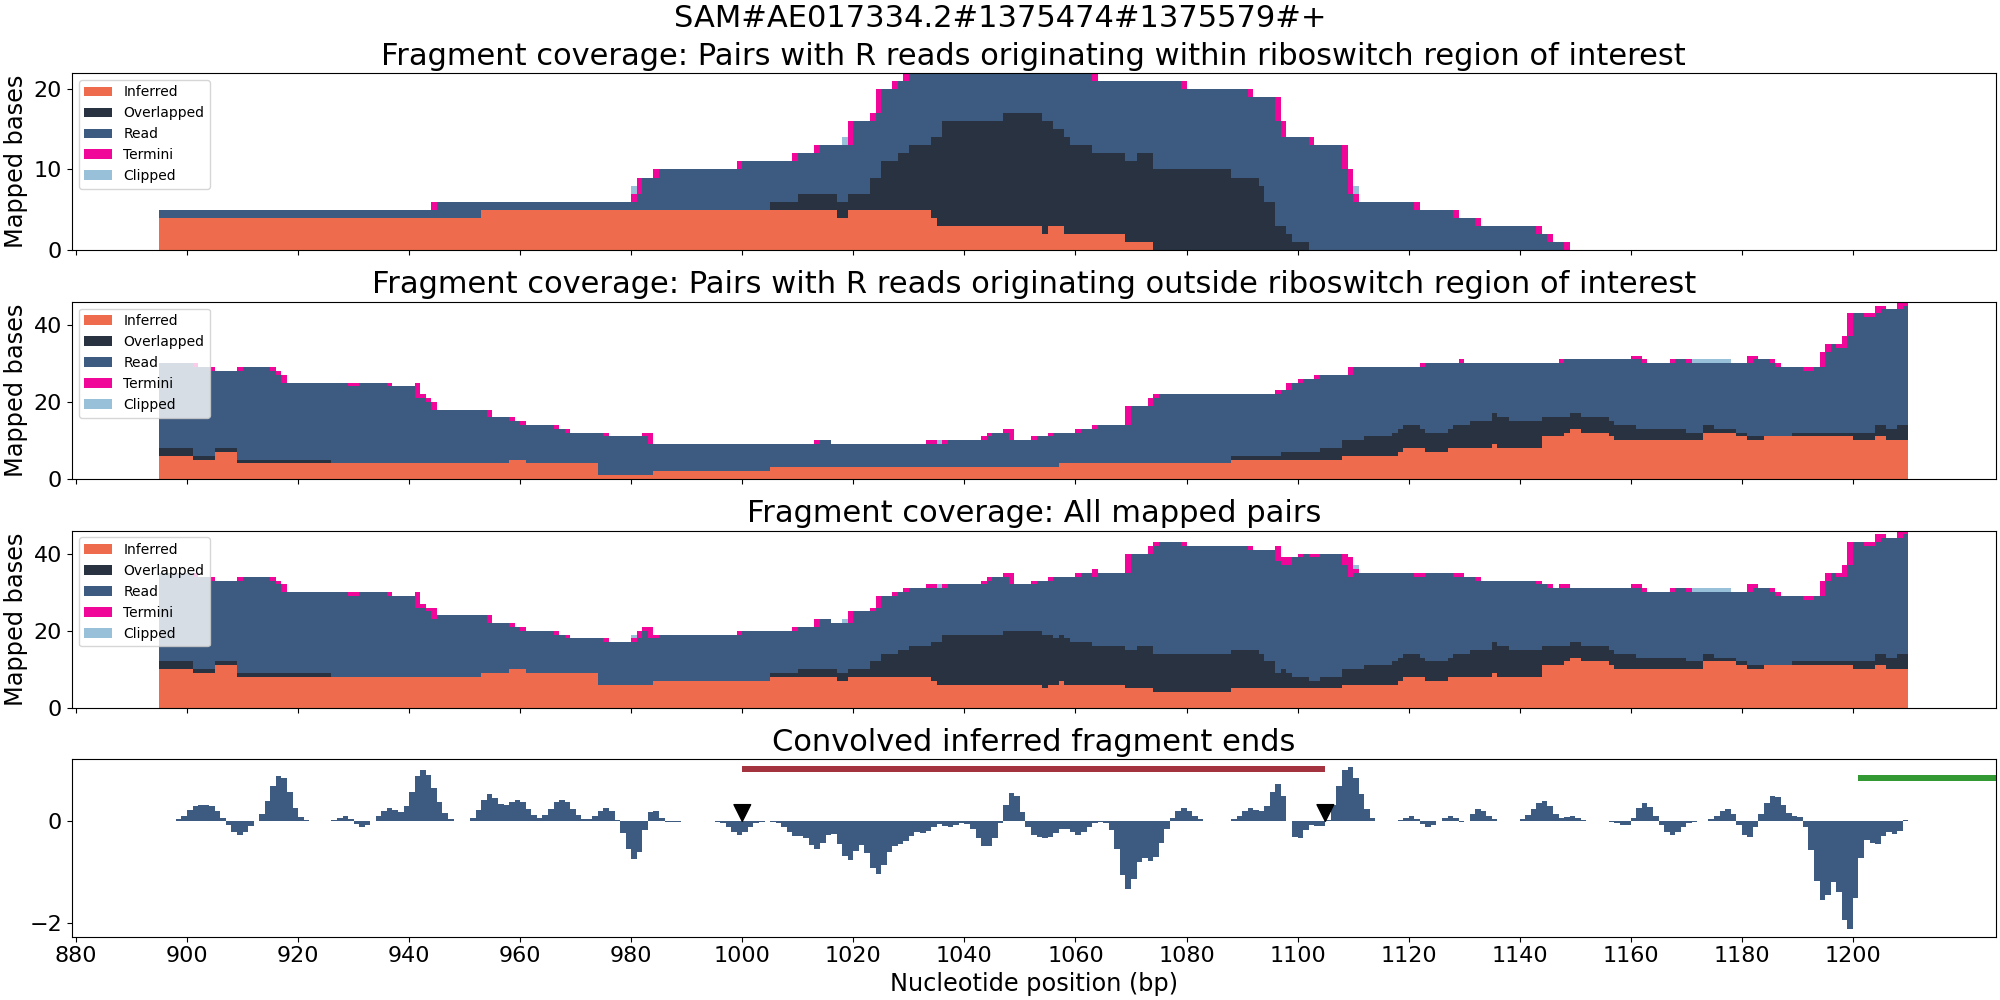 SAM#AE017334.2#1375474#1375579#+
Fragment coverage: Pairs with R reads originating within riboswitch region of interest
Mapped bases
20
10
0
Inferred
Overlapped
Read
Termini
Clipped
Fragment coverage: Pairs with R reads originating outside riboswitch region of interest
Mapped bases
40
20
0
Inferred
Overlapped
Read
Termini
Clipped
Fragment coverage: All mapped pairs
Mapped bases
40
20
0
Inferred
Overlapped
Read
Termini
Clipped
Convolved inferred fragment ends
0
−2
880 900 920 940 960 980 1000 1020 1040 1060 1080 1100 1120 1140 1160 1180 1200
Nucleotide position (bp)